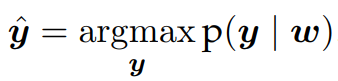 ŷ = argmax p(y | w)
y